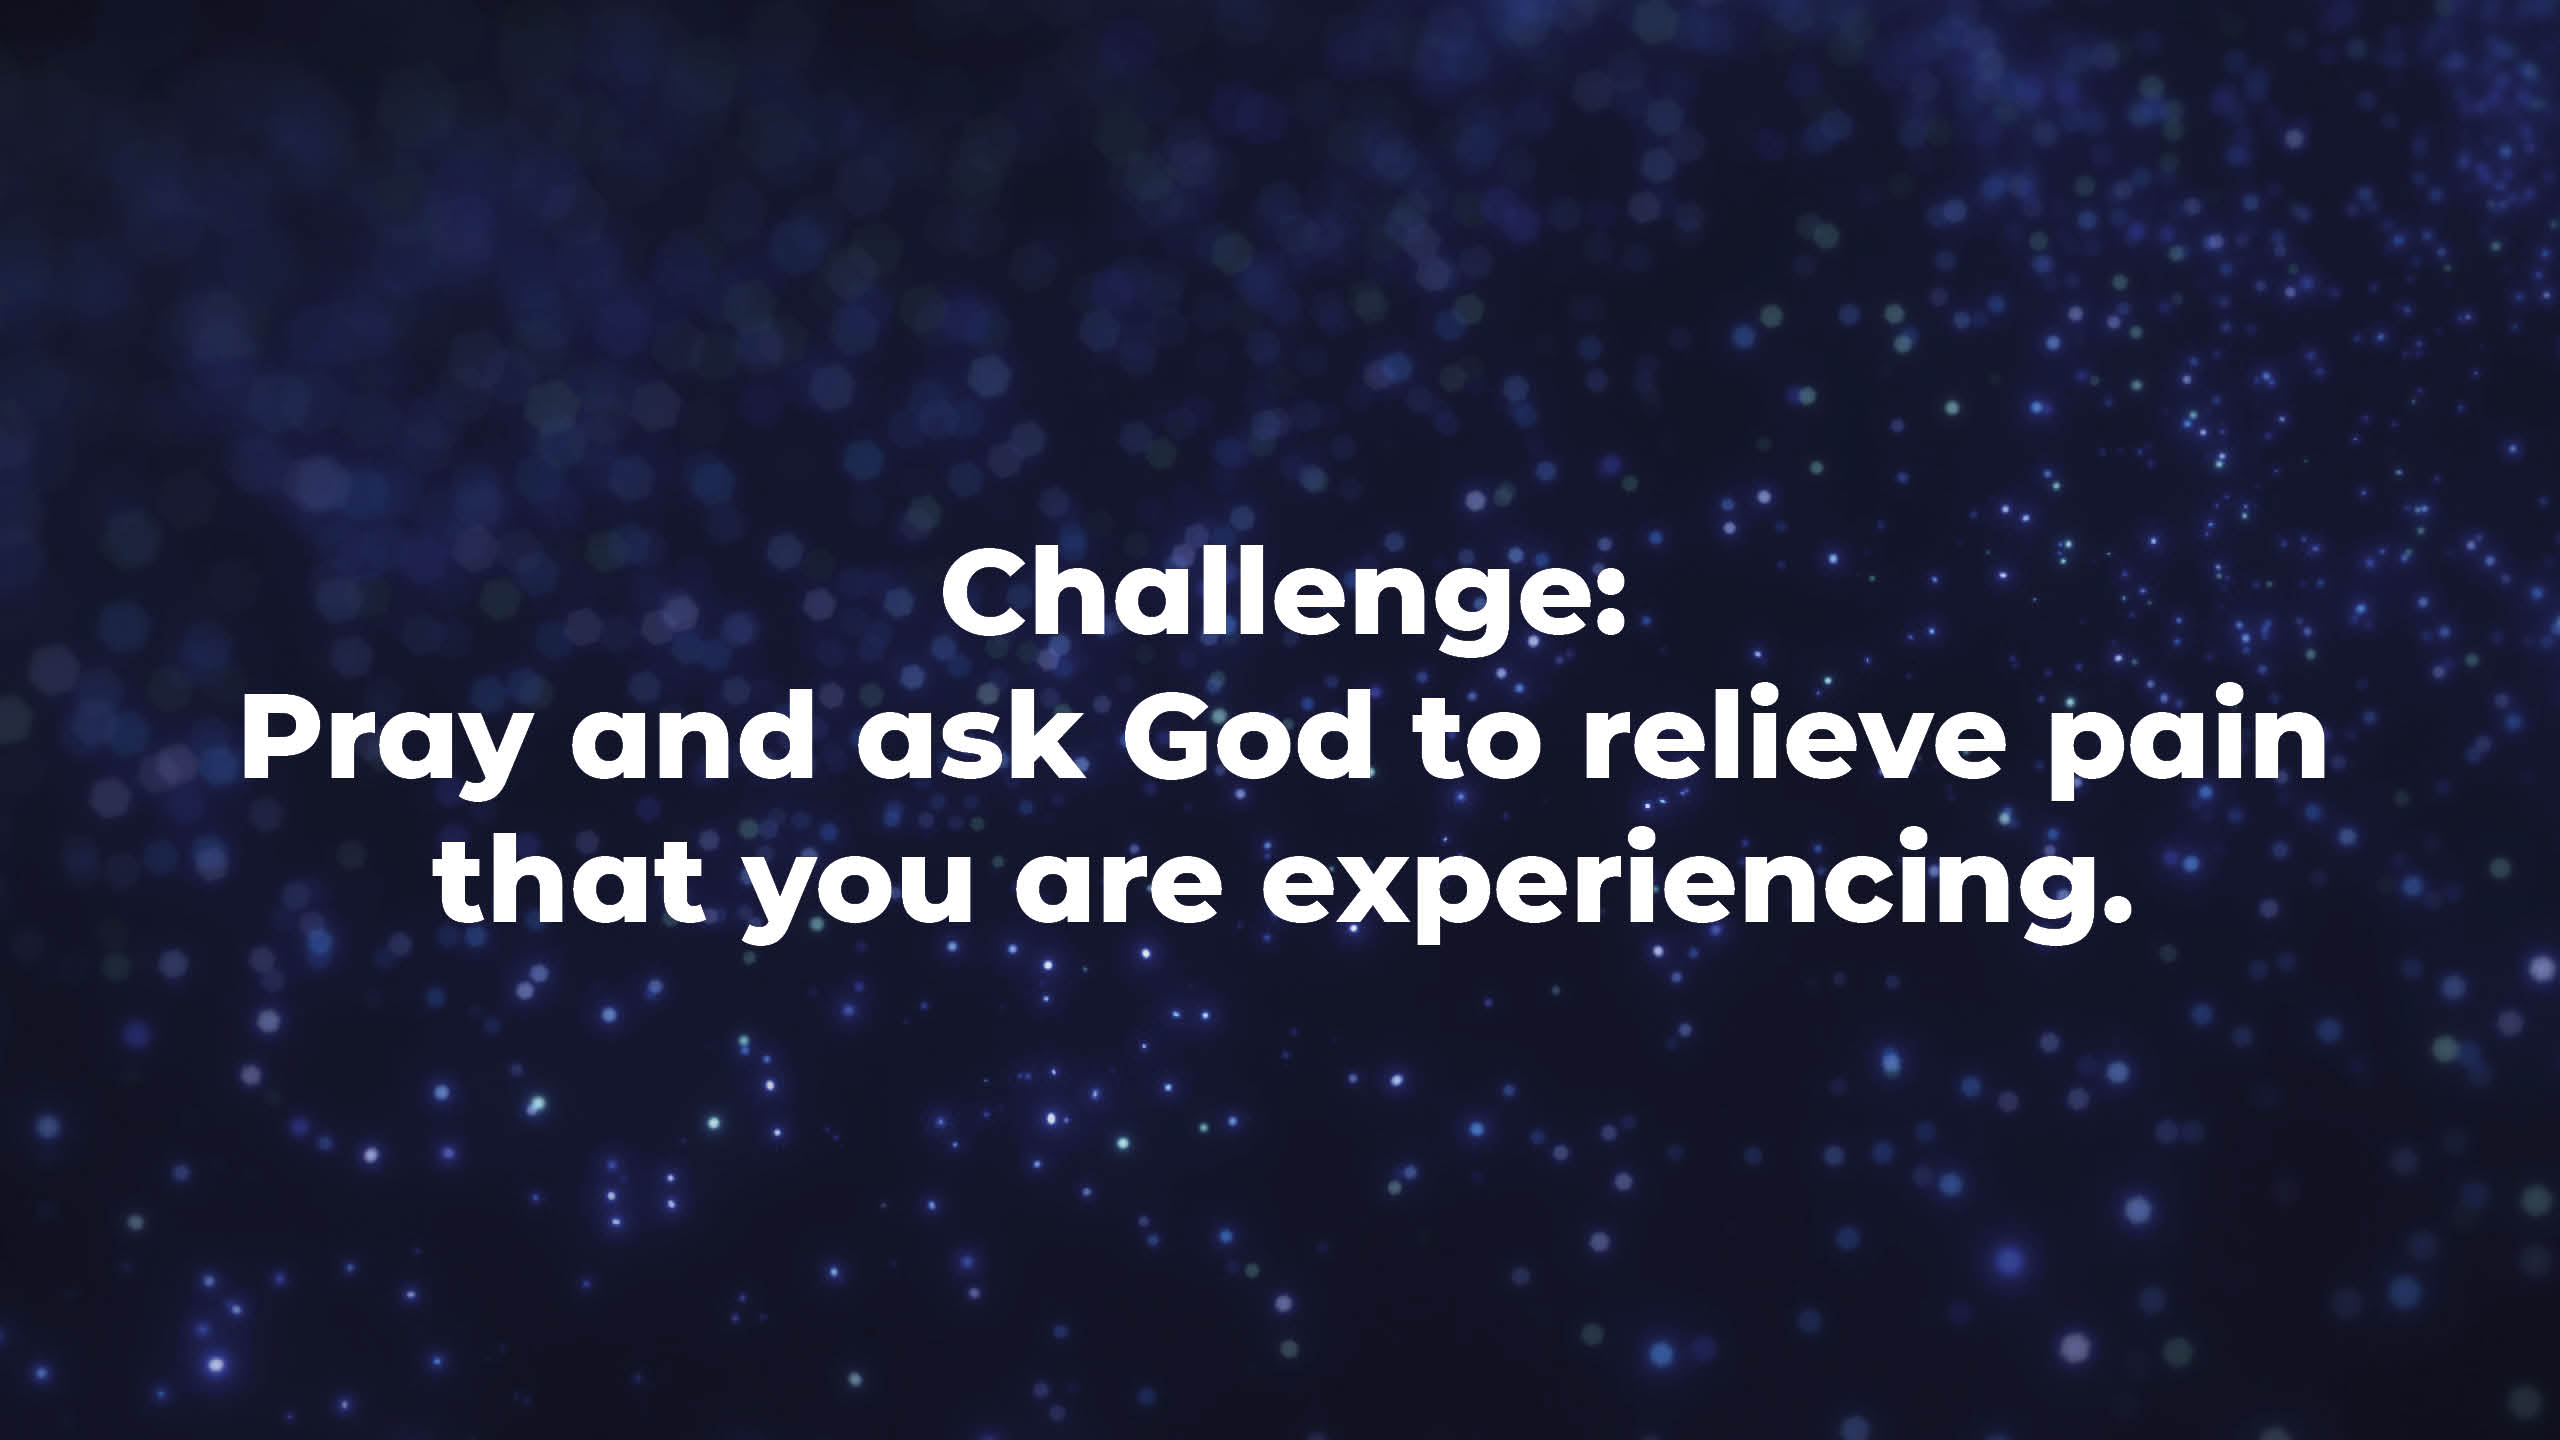 Challenge:
Pray and ask God to relieve pain
that you are experiencing.